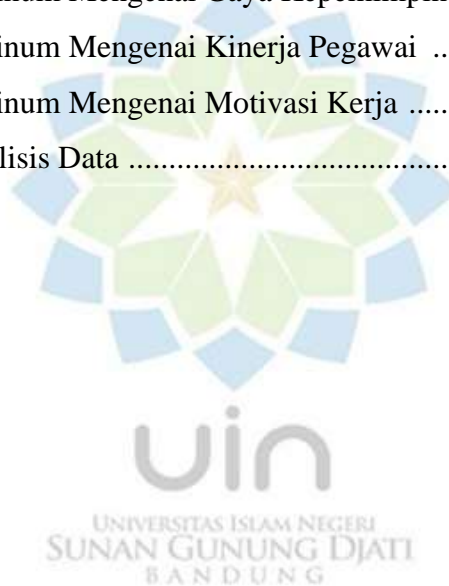 Mengenai Gaya Kepemimpin
inum Mengenai Kinerja Pegawai ..
inum Mengenai Motivasi Kerja .....
lisis Data .......................................
uin
UNIVERSITAS ISLAM NEGERI
SUNAN GUNUNG DJATI
BANDUNG